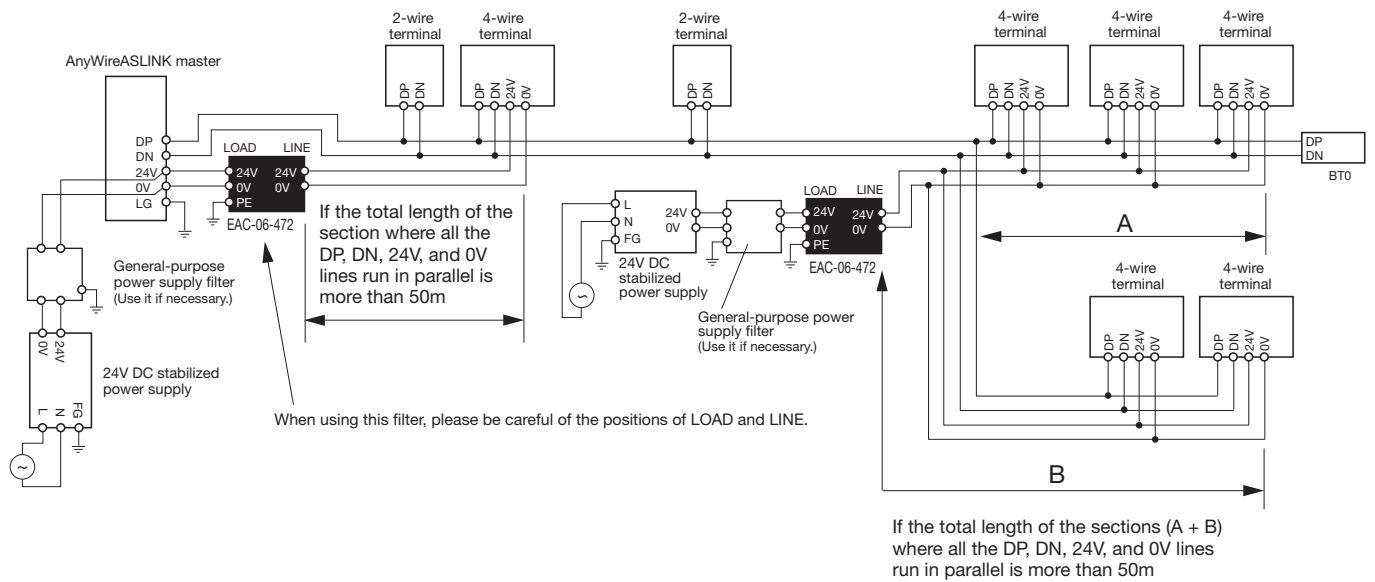 2-wire
terminal
4-wire
terminal
2-wire
terminal
4-wire
terminal
4-wire
terminal
4-wire
terminal
AnyWireASLINK master
DP
DN
DP
DN
24V
0V
DP
DN
DP
DN
24V
0V
DP
DN
24V
0V
DP
DN
24V
0V
DP
DN
24V
0V
LG
LOAD
LINE
24V
0V
PE
24V
0V
EAC-06-472
DP
DN
BT0
If the total length of the
section where all the
DP, DN, 24V, and 0V
lines run in parallel is
more than 50m
L
N
FG
24V
0V
24V DC
stabilized
power supply
LOAD
LINE
24V
0V
PE
24V
0V
EAC-06-472
A
General-purpose
power supply filter
(Use it if necessary.)
General-purpose power
supply filter
(Use it if necessary.)
4-wire
terminal
4-wire
terminal
DP
DN
24V
0V
DP
DN
24V
0V
0V
24V
24V DC stabilized
power supply
L
N
FG
~
~
When using this filter, please be careful of the positions of LOAD and LINE.
B
If the total length of the sections (A + B)
where all the DP, DN, 24V, and 0V lines
run in parallel is more than 50m